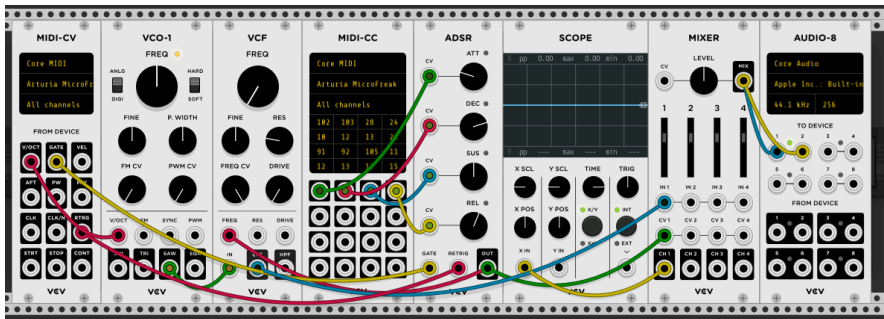 MIDI-CV
Core MIDI
Arturia MicroFr
All channels
FROM DEVICE
V/OCT GATE VEL
AFT PW
CLK CLK/N RTRG
STRT STOP CONT
VCV
VCO-1
FREQ
ANLG
DIGI
HARD
SOFT
FINE P. WIDTH
FM CV PWM CV
V/OCT FM SYNC PWM
SIN TRI SAW SQR
VCV
VCF
FREQ
FINE RES
FREQ CV DRIVE
FREQ RES DRIVE
IN LPF HPF
VCV
MIDI-CC
Core MIDI
Arturia MicroFreak
All channels
102 103 28 24
10 12 13 2
91 92 105 11
12 13 1 15
ADSR
CV ATT
CV DEC
CV SUS
CV REL
GATE RETRIG OUT
VCV
SCOPE
X pp 0.00 max 0.00 min 0.00
Y pp --- max --- min ---
X SCL Y SCL TIME TRIG
X POS Y POS X/Y INT
EXT
X IN Y IN
VCV
MIXER
CV LEVEL MIX
1 2 3 4
IN 1 IN 2 IN 3 IN 4
CV 1 CV 2 CV 3 CV 4
CH 1 CH 2 CH 3 CH 4
VCV
AUDIO-8
Core Audio
Apple Inc.: Built-in
44.1 kHz 256
TO DEVICE
1 2 3 4
5 6 7 8
FROM DEVICE
1 2 3 4
5 6 7 8
VCV